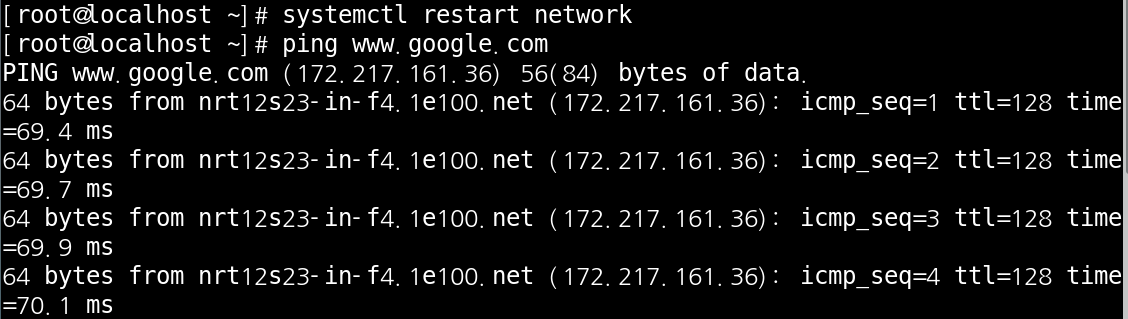 [root@localhost ~]# systemctl restart network
[root@localhost ~]# ping www.google.com
PING www.google.com (172.217.161.36) 56(84) bytes of data.
64 bytes from nrt12s23-in-f4.1e100.net (172.217.161.36): icmp_seq=1 ttl=128 time
=69.4 ms
64 bytes from nrt12s23-in-f4.1e100.net (172.217.161.36): icmp_seq=2 ttl=128 time
=69.7 ms
64 bytes from nrt12s23-in-f4.1e100.net (172.217.161.36): icmp_seq=3 ttl=128 time
=69.9 ms
64 bytes from nrt12s23-in-f4.1e100.net (172.217.161.36): icmp_seq=4 ttl=128 time
=70.1 ms